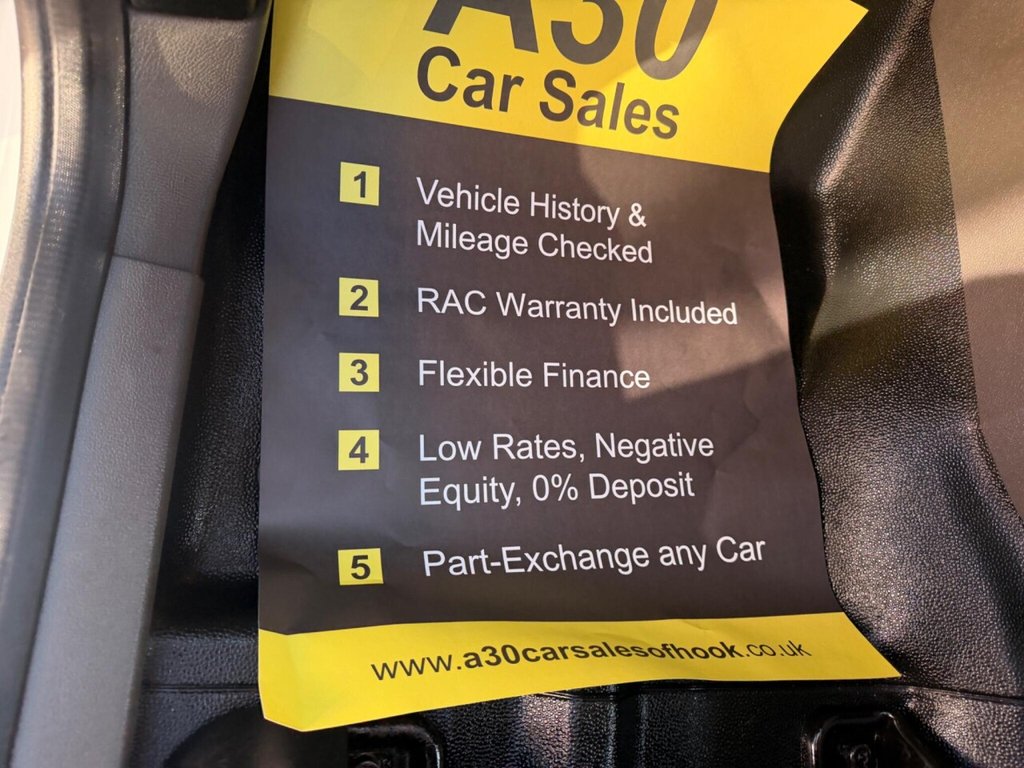 A30
Car Sales
1 Vehicle History &
Mileage Checked
2 RAC Warranty Included
3 Flexible Finance
4 Low Rates, Negative
Equity, 0% Deposit
5 Part-Exchange any Car
www.a30carsalesofhook.co.uk